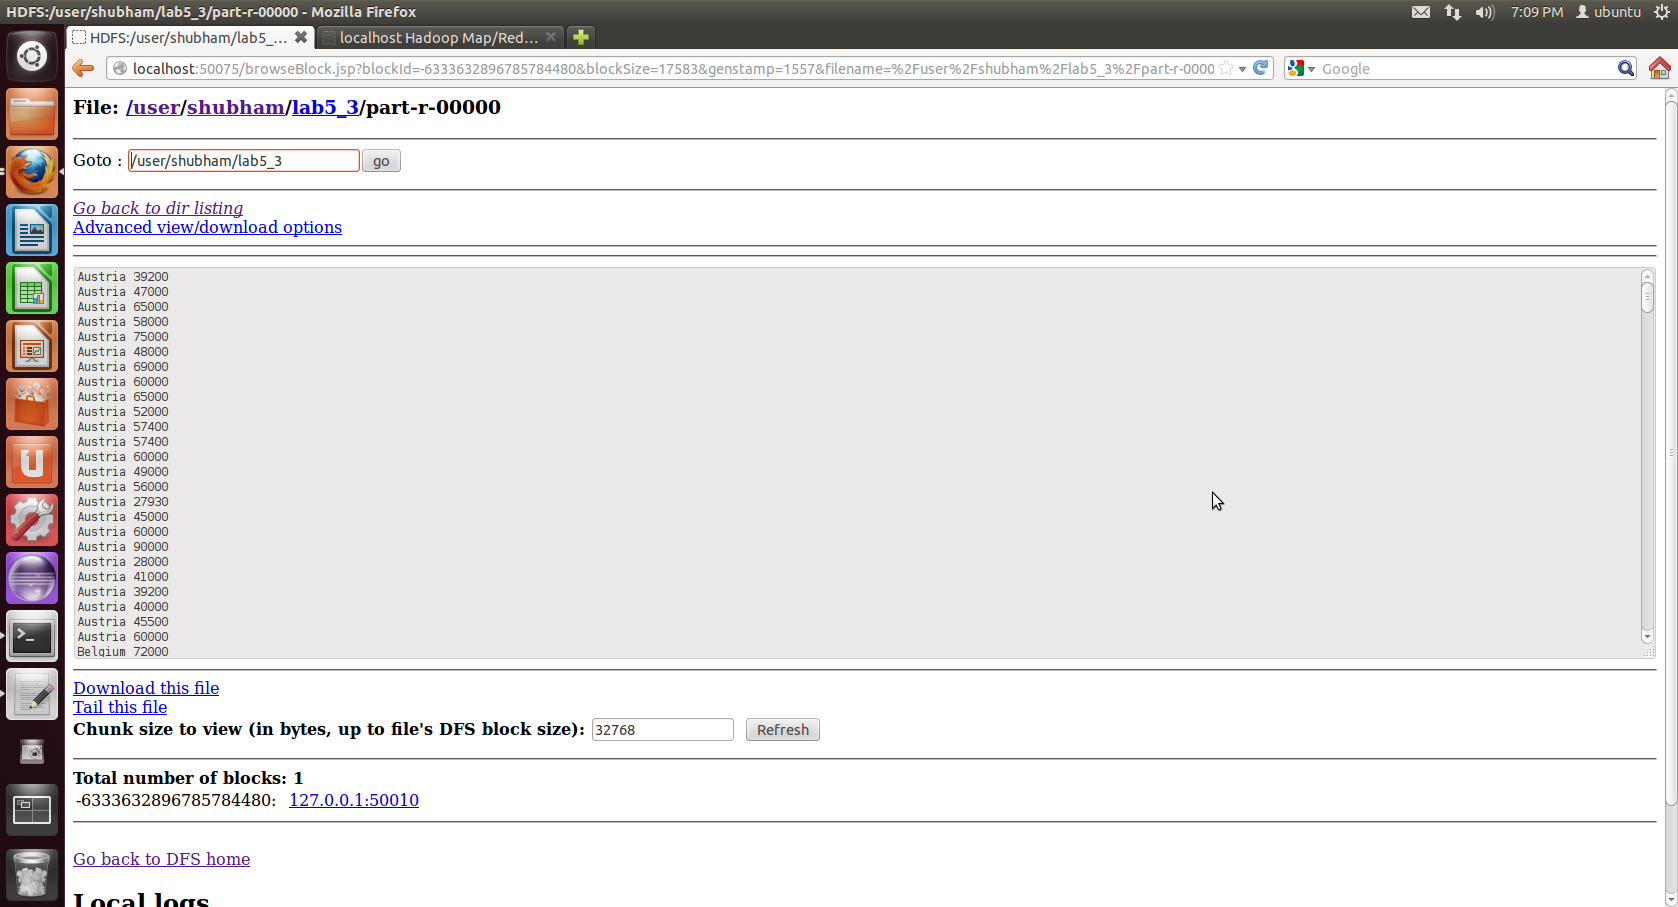 HDFS:/user/shubham/lab5_3/part-r-00000 - Mozilla Firefox
7:09 PM ubuntu
HDFS:/user/shubham/lab5_...
localhost Hadoop Map/Red...
localhost:50075/browseBlock.jsp?blockId=-6333632896785784480&blockSize=17583&genstamp=1557&filename=%2Fuser%2Fshubham%2Flab5_3%2Fpart-r-0000
Google
File: /user/shubham/lab5_3/part-r-00000
Goto : /user/shubham/lab5_3 go
Go back to dir listing
Advanced view/download options
Austria 39200
Austria 47000
Austria 65000
Austria 58000
Austria 75000
Austria 48000
Austria 69000
Austria 60000
Austria 65000
Austria 52000
Austria 57400
Austria 57400
Austria 60000
Austria 49000
Austria 56000
Austria 27930
Austria 45000
Austria 60000
Austria 90000
Austria 28000
Austria 41000
Austria 39200
Austria 40000
Austria 45500
Austria 60000
Belgium 72000
Download this file
Tail this file
Chunk size to view (in bytes, up to file's DFS block size): 32768 Refresh
Total number of blocks: 1
-6333632896785784480: 127.0.0.1:50010
Go back to DFS home
Local logs